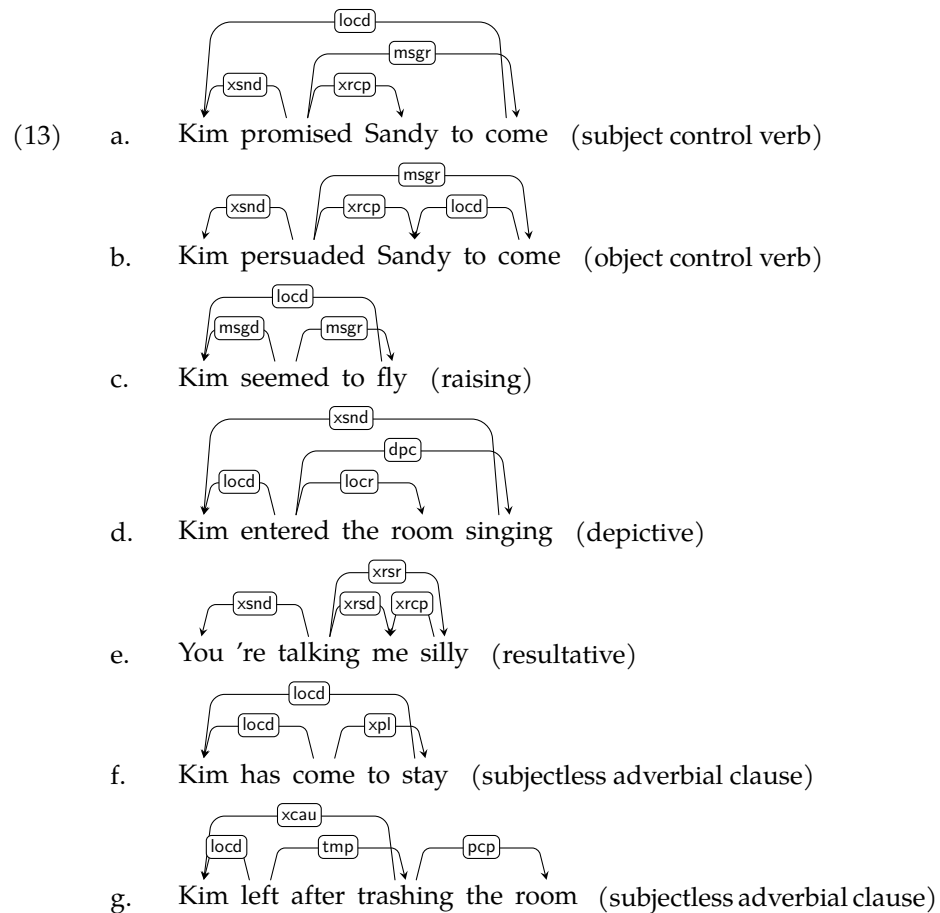 locd
msgr
xsnd xrcp
(13) a. Kim promised Sandy to come (subject control verb)
msgr
xsnd xrcp locd
b. Kim persuaded Sandy to come (object control verb)
locd
msgd msgr
c. Kim seemed to fly (raising)
xsnd
dpc
locd locr
d. Kim entered the room singing (depictive)
xrsr
xsnd xrsd xrcp
e. You 're talking me silly (resultative)
locd
locd xpl
f. Kim has come to stay (subjectless adverbial clause)
xcau
locd tmp pcp
g. Kim left after trashing the room (subjectless adverbial clause)